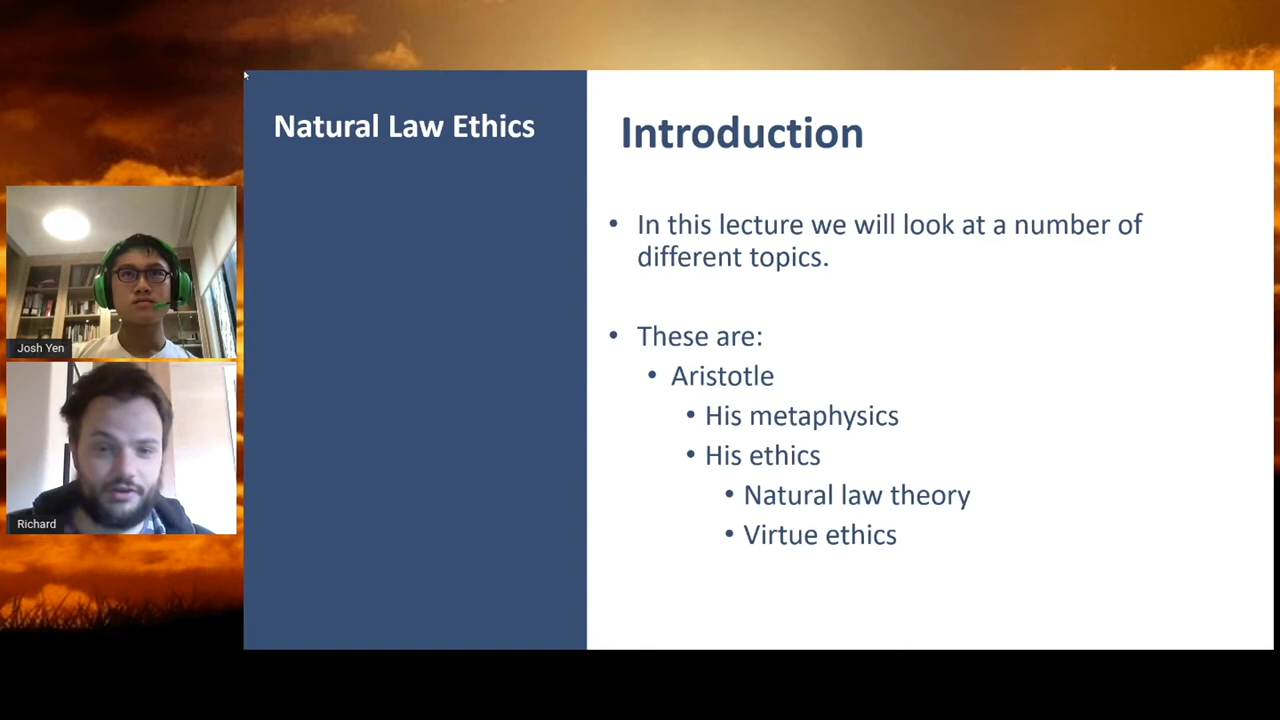 Natural Law Ethics
Introduction
• In this lecture we will look at a number of
different topics.
• These are:
• Aristotle
• His metaphysics
• His ethics
• Natural law theory
• Virtue ethics
Josh Yen
Richard